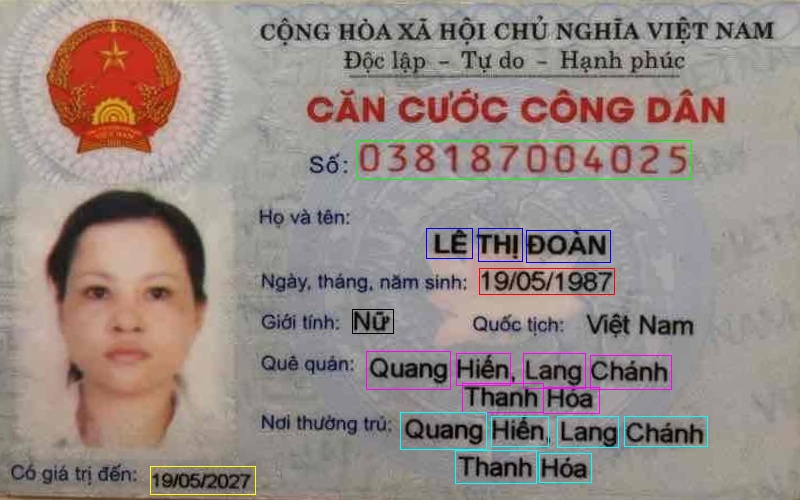 CỘNG HÒA XÃ HỘI CHỦ NGHĨA VIỆT NAM
Độc lập - Tự do - Hạnh phúc
CĂN CƯỚC CÔNG DÂN
Số: 038187004025
Họ và tên:
LÊ THỊ ĐOÀN
Ngày, tháng, năm sinh: 19/05/1987
Giới tính: Nữ Quốc tịch: Việt Nam
Quê quán: Quang Hiến, Lang Chánh
Thanh Hóa
Nơi thường trú: Quang Hiến, Lang Chánh
Thanh Hóa
Có giá trị đến: 19/05/2027